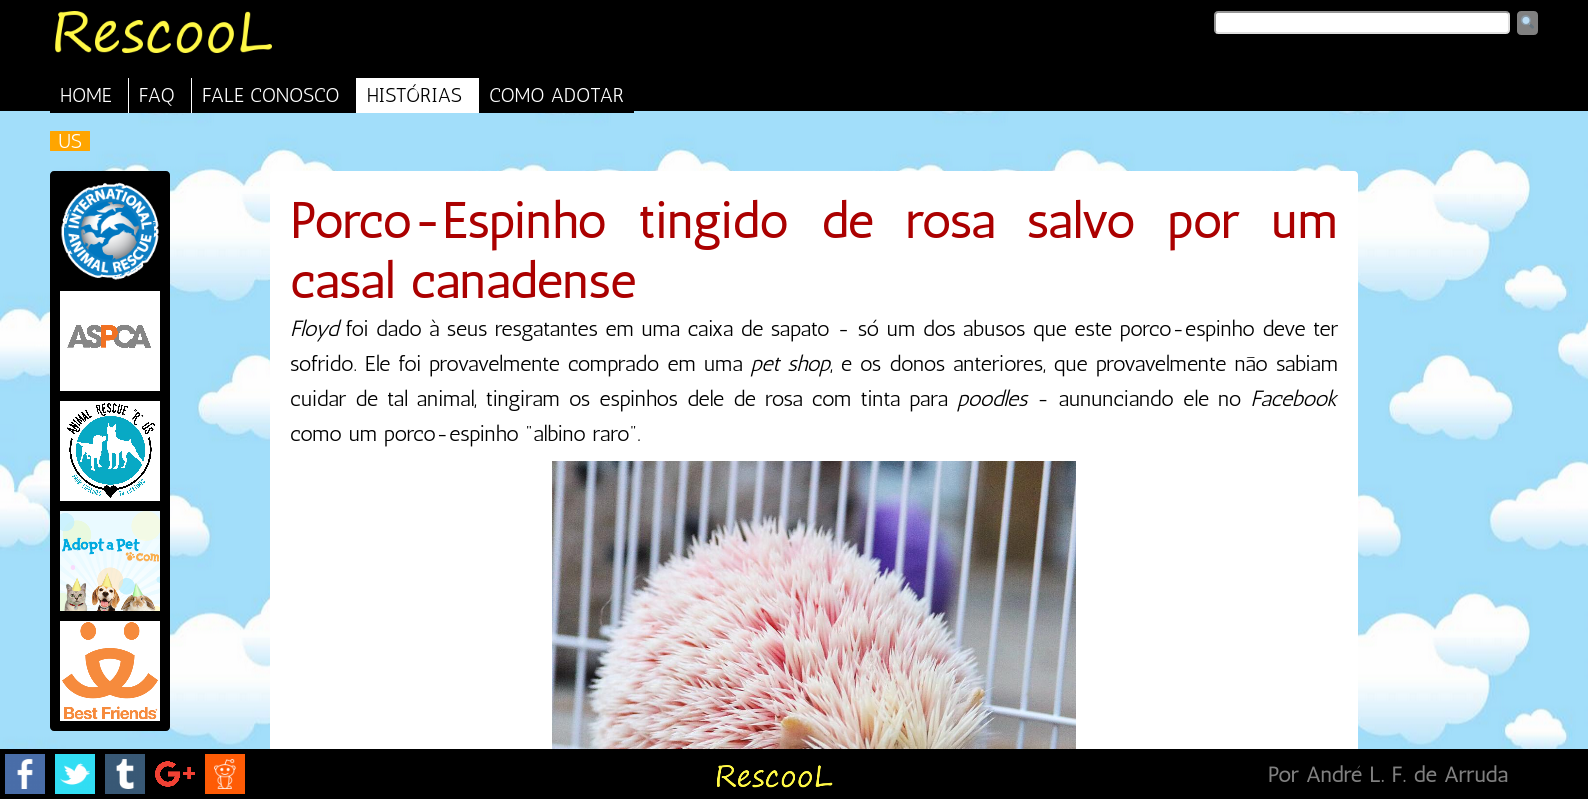 RescooL
HOME FAQ FALE CONOSCO HISTÓRIAS COMO ADOTAR
US
INTERNATIONAL ANIMAL RESCUE
ASPCA
ANIMAL RESCUE "R" US
Adopt a Pet
.com
Best Friends
Porco-Espinho tingido de rosa salvo por um
casal canadense
Floyd foi dado à seus resgatantes em uma caixa de sapato - só um dos abusos que este porco-espinho deve ter
sofrido. Ele foi provavelmente comprado em uma pet shop, e os donos anteriores, que provavelmente não sabiam
cuidar de tal animal, tingiram os espinhos dele de rosa com tinta para poodles - aununciando ele no Facebook
como um porco-espinho "albino raro".
f t G+
RescooL
Por André L. F. de Arruda